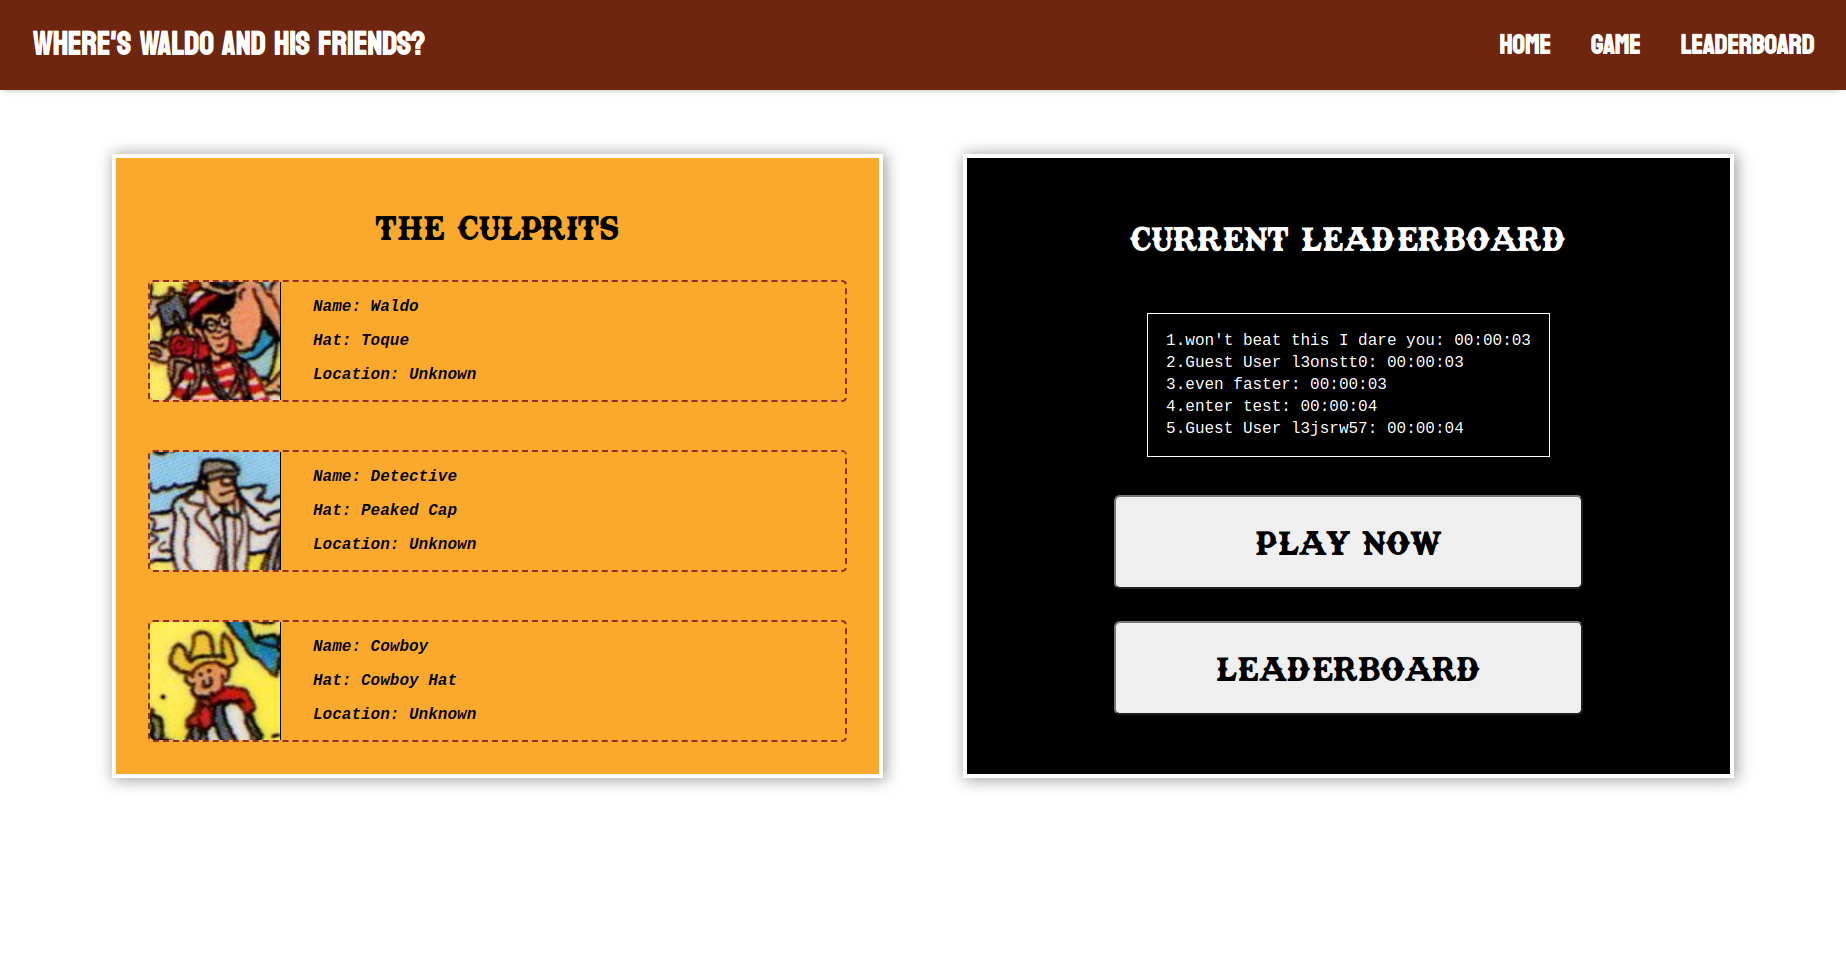 WHERE'S WALDO AND HIS FRIENDS?
HOME GAME LEADERBOARD
THE CULPRITS
Name: Waldo
Hat: Toque
Location: Unknown
Name: Detective
Hat: Peaked Cap
Location: Unknown
Name: Cowboy
Hat: Cowboy Hat
Location: Unknown
CURRENT LEADERBOARD
1.won't beat this I dare you: 00:00:03
2.Guest User l3onstt0: 00:00:03
3.even faster: 00:00:03
4.enter test: 00:00:04
5.Guest User l3jsrw57: 00:00:04
PLAY NOW
LEADERBOARD